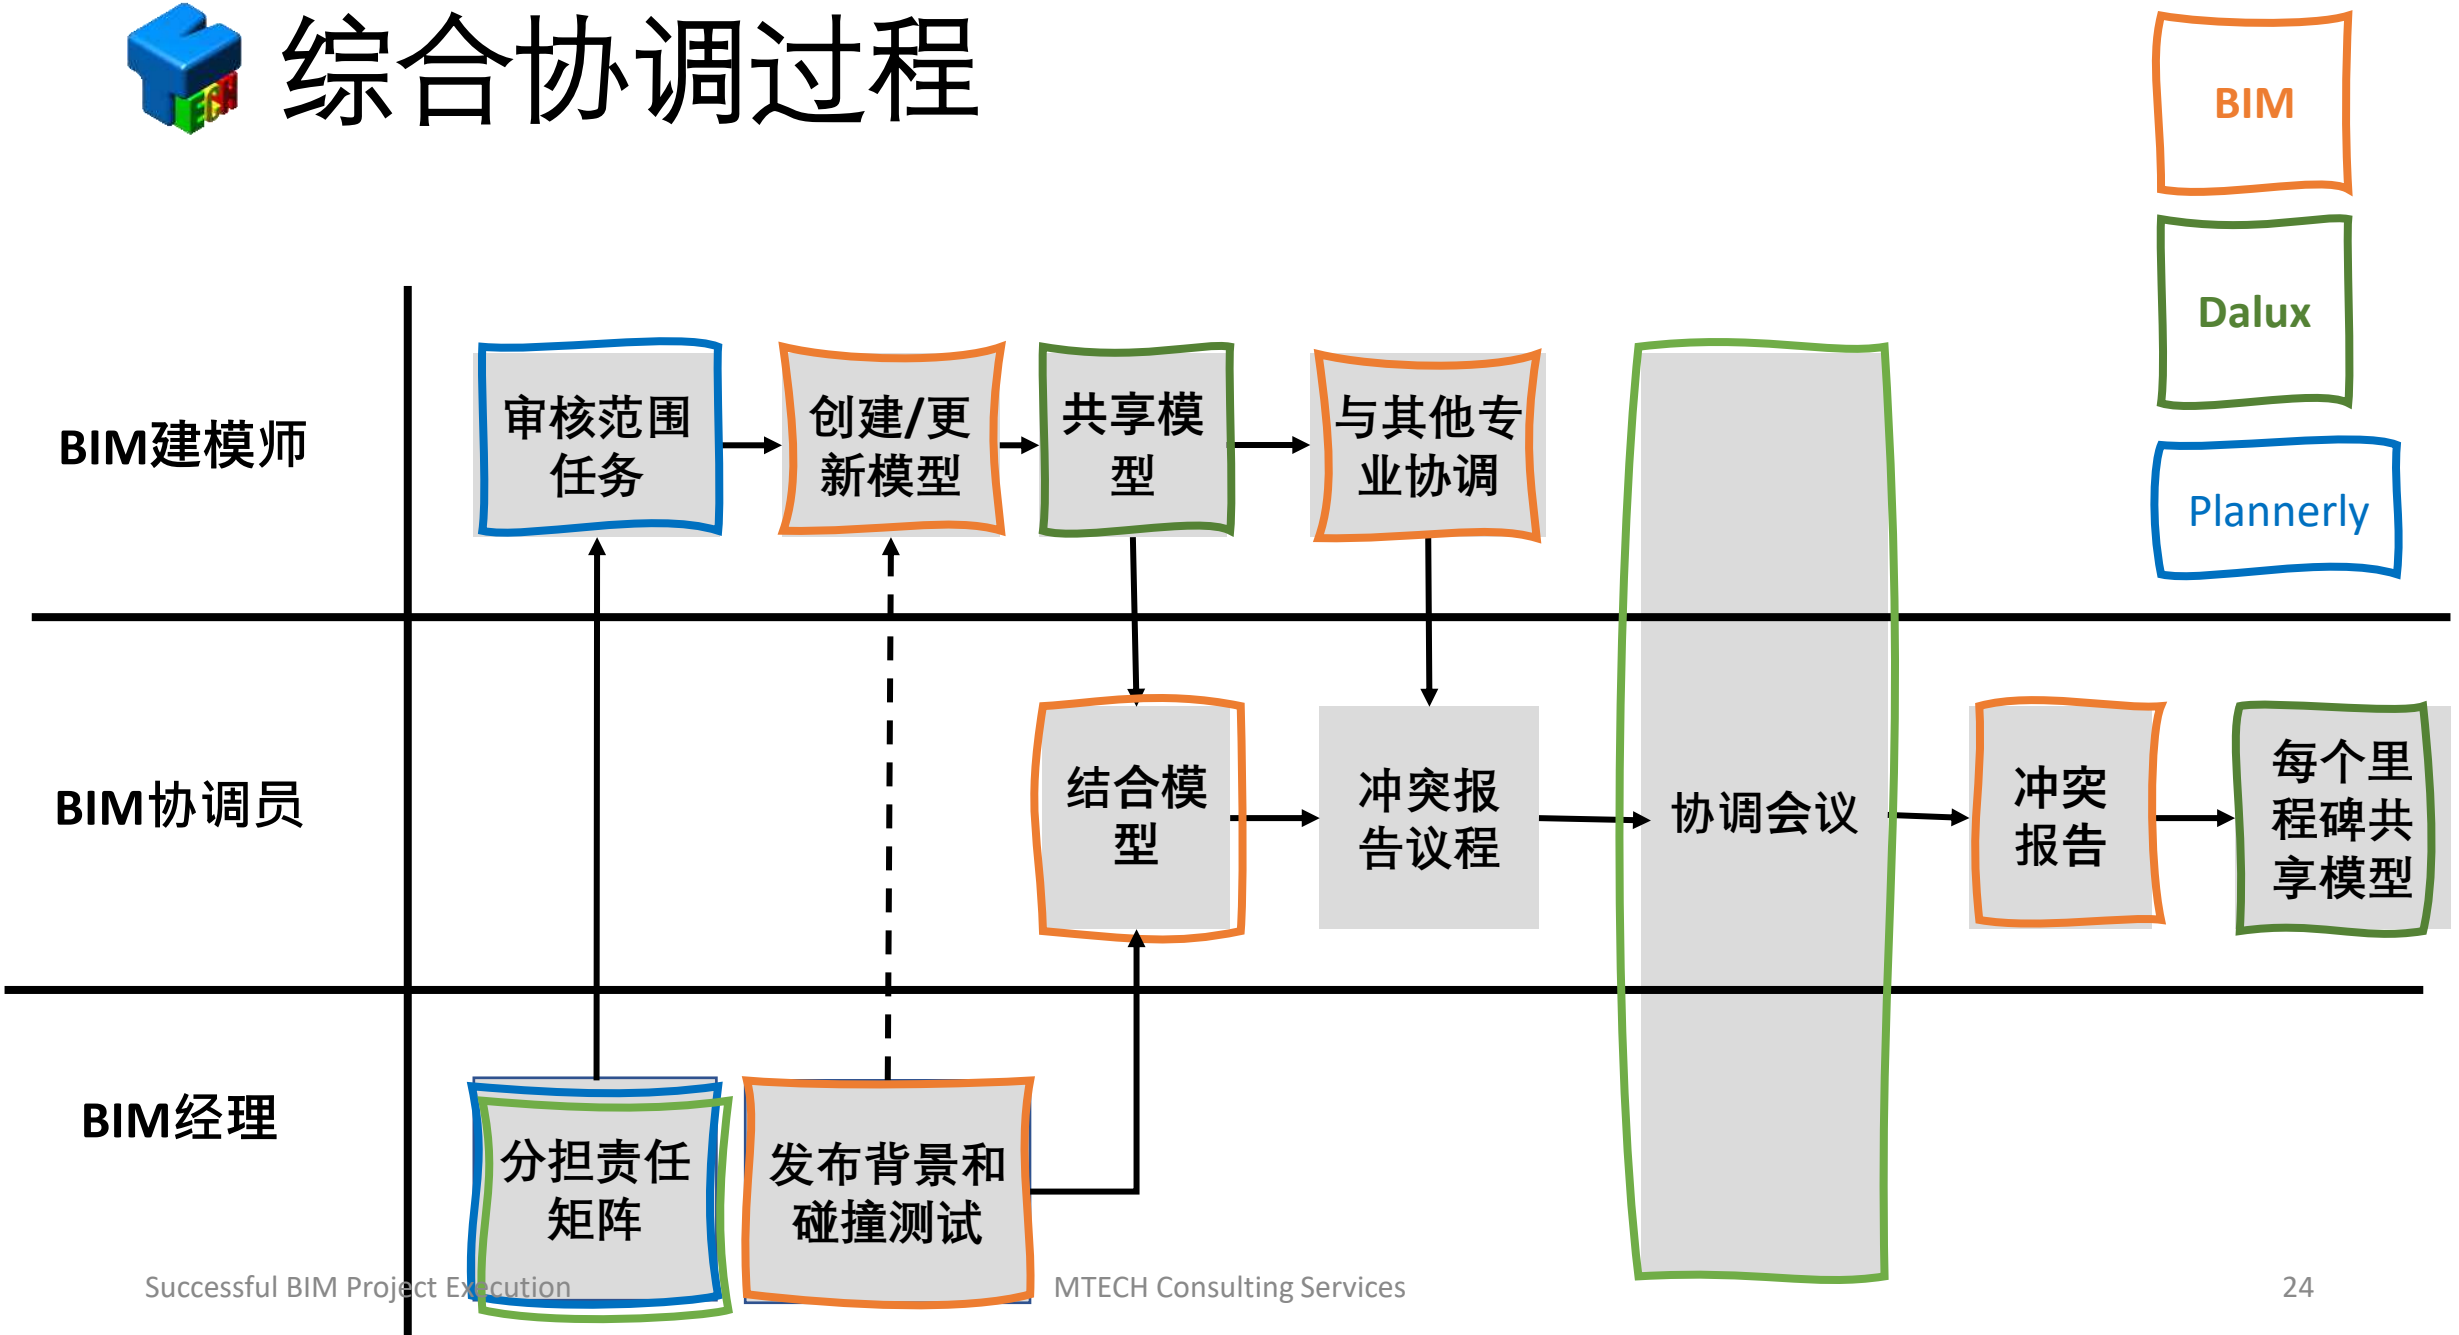 综合协调过程
ECH
BIM
Dalux
Plannerly
BIM建模师
审核范围
任务
创建/更
新模型
共享模
型
与其他专
业协调
BIM协调员
结合模
型
冲突报
告议程
协调会议
冲突
报告
每个里
程碑共
享模型
BIM经理
分担责任
矩阵
发布背景和
碰撞测试
Successful BIM Project Execution
MTECH Consulting Services
24